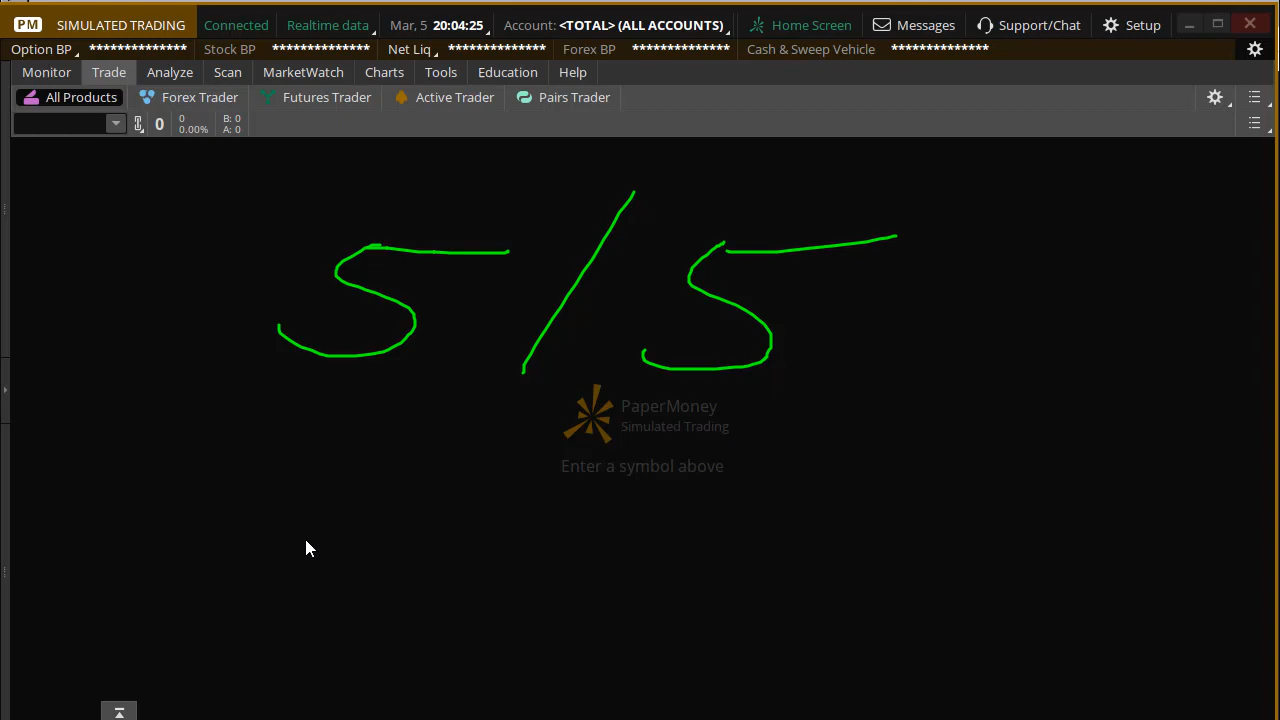 PM SIMULATED TRADING Connected Realtime data Mar, 5 20:04:25 Account: <TOTAL> (ALL ACCOUNTS) Home Screen Messages Support/Chat Setup
Option BP ************** Stock BP ************** Net Liq ************** Forex BP ************** Cash & Sweep Vehicle **************
Monitor Trade Analyze Scan MarketWatch Charts Tools Education Help
All Products Forex Trader Futures Trader Active Trader Pairs Trader
0 0 B: 0
0.00% A: 0
5/5
PaperMoney
Simulated Trading
Enter a symbol above